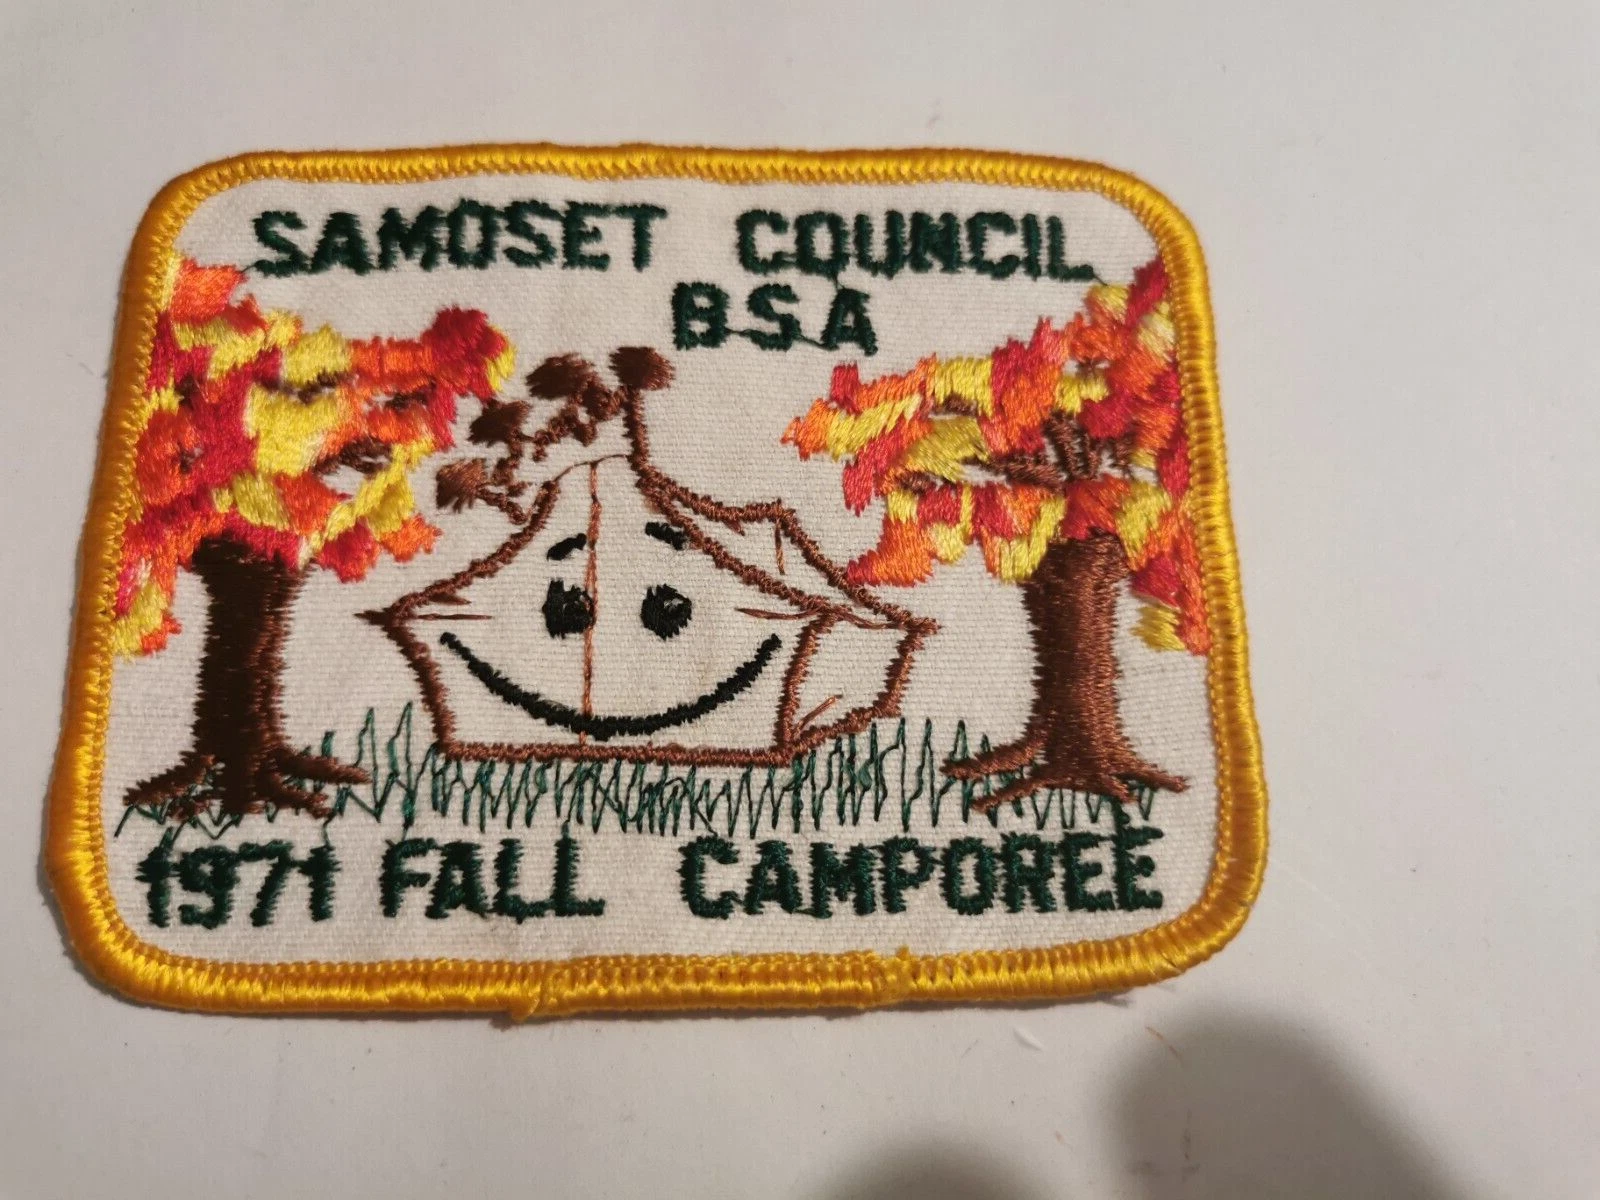 SAMOSET COUNCIL
BSA
1971 FALL CAMPOREE